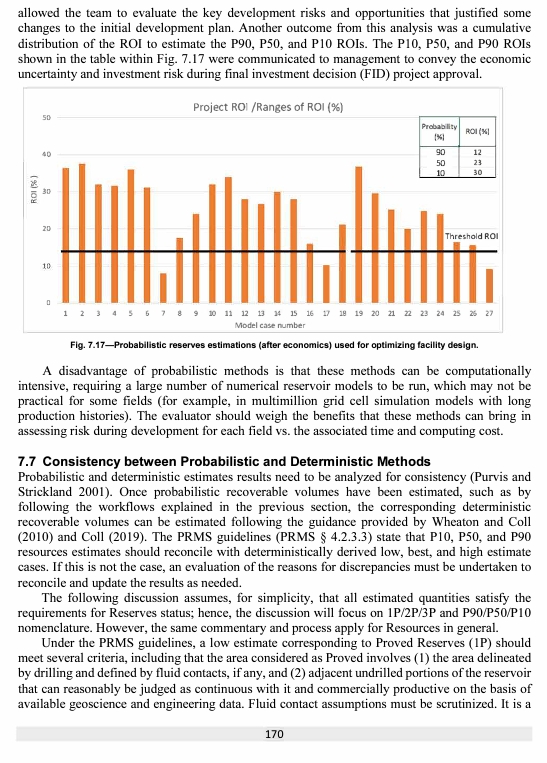 allowed the team to evaluate the key development risks and opportunities that justified some
changes to the initial development plan. Another outcome from this analysis was a cumulative
distribution of the ROI to estimate the P90, P50, and P10 ROIs. The P10, P50, and P90 ROIs
shown in the table within Fig. 7.17 were communicated to management to convey the economic
uncertainty and investment risk during final investment decision (FID) project approval.
Project ROI /Ranges of ROI (%)
Probability (%) ROI (%)
90 12
50 23
10 30
ROI (%)
50
40
30
20
10
0
Threshold ROI
1 2 3 4 5 6 7 8 9 10 11 12 13 14 15 16 17 18 19 20 21 22 23 24 25 26 27
Model case number
Fig. 7.17—Probabilistic reserves estimations (after economics) used for optimizing facility design.
A disadvantage of probabilistic methods is that these methods can be computationally
intensive, requiring a large number of numerical reservoir models to be run, which may not be
practical for some fields (for example, in multimillion grid cell simulation models with long
production histories). The evaluator should weigh the benefits that these methods can bring in
assessing risk during development for each field vs. the associated time and computing cost.
7.7 Consistency between Probabilistic and Deterministic Methods
Probabilistic and deterministic estimates results need to be analyzed for consistency (Purvis and
Strickland 2001). Once probabilistic recoverable volumes have been estimated, such as by
following the workflows explained in the previous section, the corresponding deterministic
recoverable volumes can be estimated following the guidance provided by Wheaton and Coll
(2010) and Coll (2019). The PRMS guidelines (PRMS § 4.2.3.3) state that P10, P50, and P90
resources estimates should reconcile with deterministically derived low, best, and high estimate
cases. If this is not the case, an evaluation of the reasons for discrepancies must be undertaken to
reconcile and update the results as needed.
The following discussion assumes, for simplicity, that all estimated quantities satisfy the
requirements for Reserves status; hence, the discussion will focus on 1P/2P/3P and P90/P50/P10
nomenclature. However, the same commentary and process apply for Resources in general.
Under the PRMS guidelines, a low estimate corresponding to Proved Reserves (1P) should
meet several criteria, including that the area considered as Proved involves (1) the area delineated
by drilling and defined by fluid contacts, if any, and (2) adjacent undrilled portions of the reservoir
that can reasonably be judged as continuous with it and commercially productive on the basis of
available geoscience and engineering data. Fluid contact assumptions must be scrutinized. It is a
170